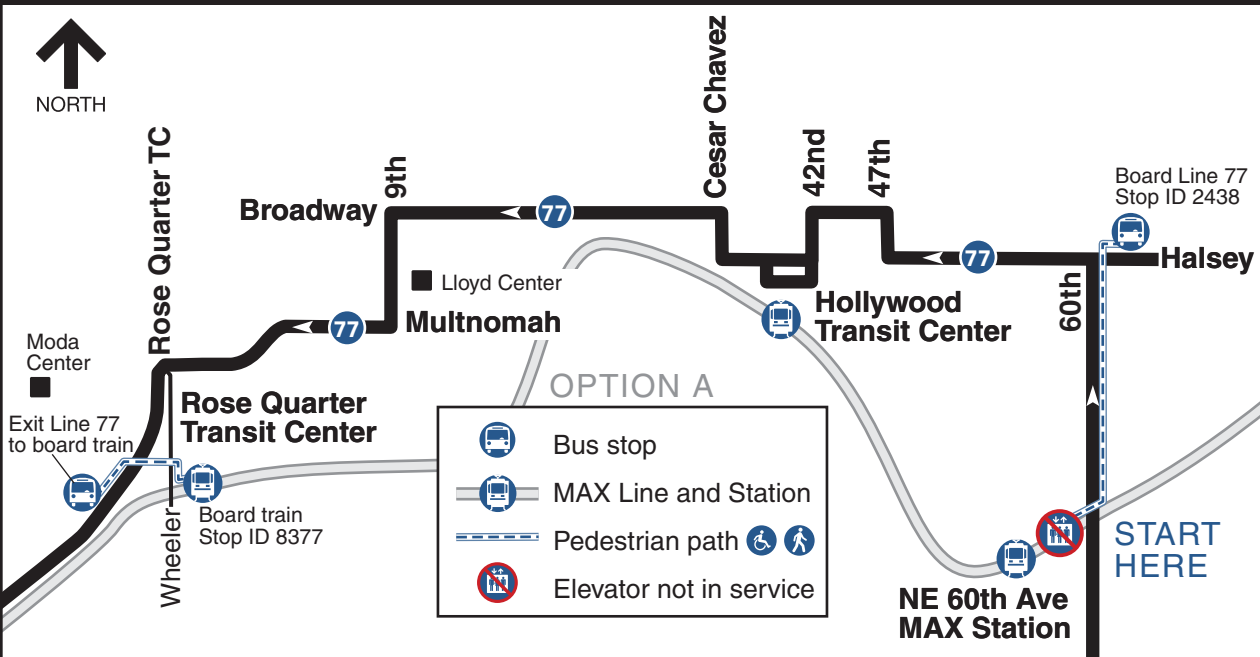 NORTH
Rose Quarter TC
9th
Cesar Chavez
42nd
47th
Board Line 77
Stop ID 2438
Broadway
77
77
Halsey
60th
Lloyd Center
Hollywood
Transit Center
77
Multnomah
Moda
Center
OPTION A
Rose Quarter
Transit Center
Exit Line 77
to board train
Bus stop
MAX Line and Station
Board train
Stop ID 8377
Wheeler
Pedestrian path
START
HERE
Elevator not in service
NE 60th Ave
MAX Station